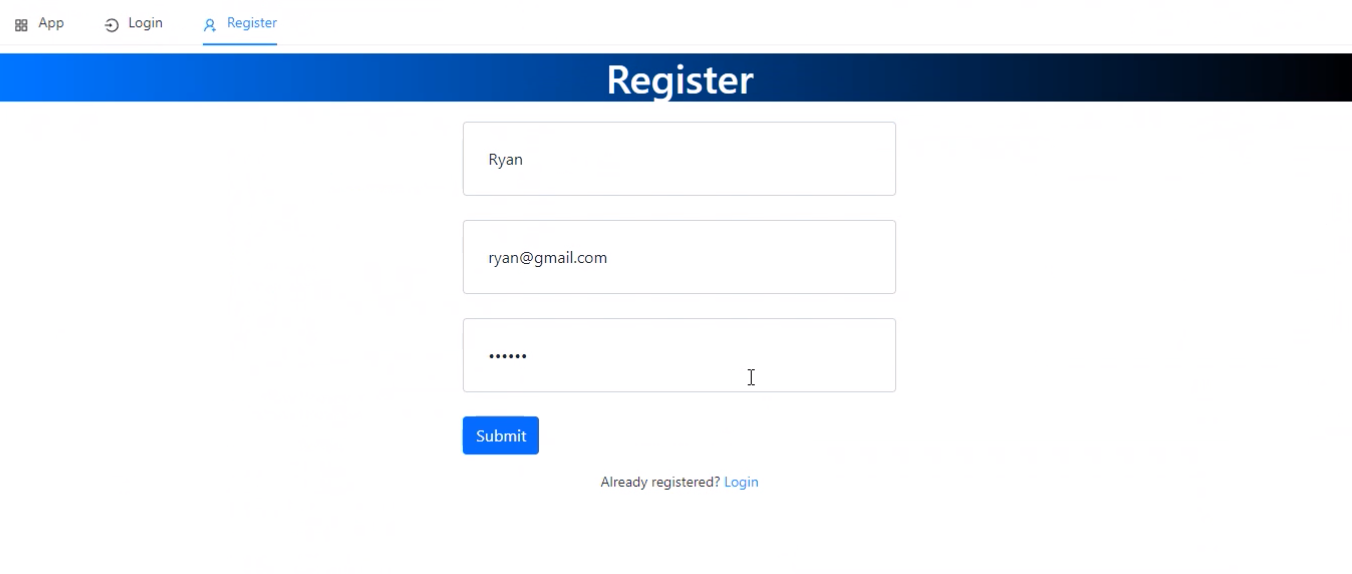 App Login Register
Register
Ryan
ryan@gmail.com
••••••
Submit
Already registered? Login